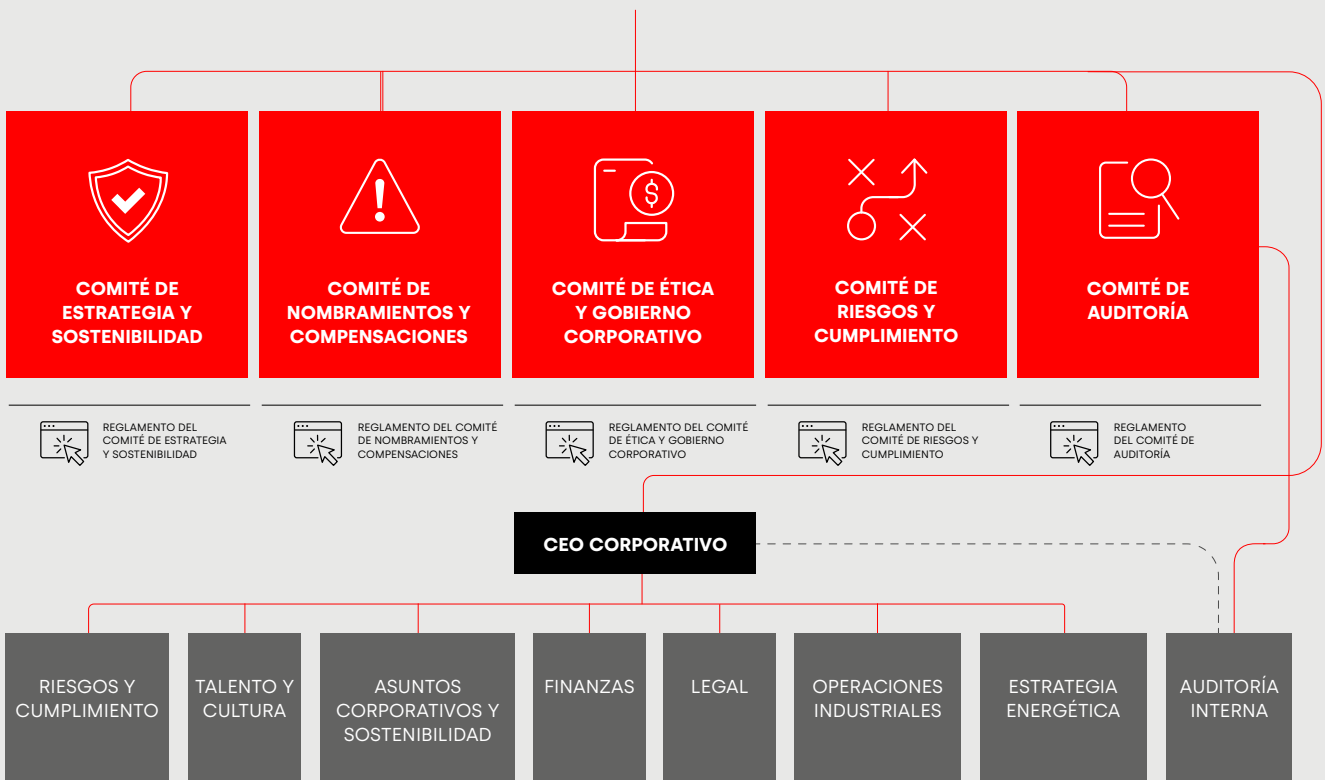 COMITÉ DE
ESTRATEGIA Y
SOSTENIBILIDAD
COMITÉ DE
NOMBRAMIENTOS Y
COMPENSACIONES
COMITÉ DE ÉTICA
Y GOBIERNO
CORPORATIVO
COMITÉ DE
RIESGOS Y
CUMPLIMIENTO
COMITÉ DE
AUDITORÍA
REGLAMENTO DEL
COMITÉ DE ESTRATEGIA
Y SOSTENIBILIDAD
REGLAMENTO DEL COMITÉ
DE NOMBRAMIENTOS Y
COMPENSACIONES
REGLAMENTO DEL COMITÉ
DE ÉTICA Y GOBIERNO
CORPORATIVO
REGLAMENTO DEL
COMITÉ DE RIESGOS Y
CUMPLIMIENTO
REGLAMENTO
DEL COMITÉ DE
AUDITORÍA
CEO CORPORATIVO
RIESGOS Y
CUMPLIMIENTO
TALENTO Y
CULTURA
ASUNTOS
CORPORATIVOS Y
SOSTENIBILIDAD
FINANZAS
LEGAL
OPERACIONES
INDUSTRIALES
ESTRATEGIA
ENERGÉTICA
AUDITORÍA
INTERNA